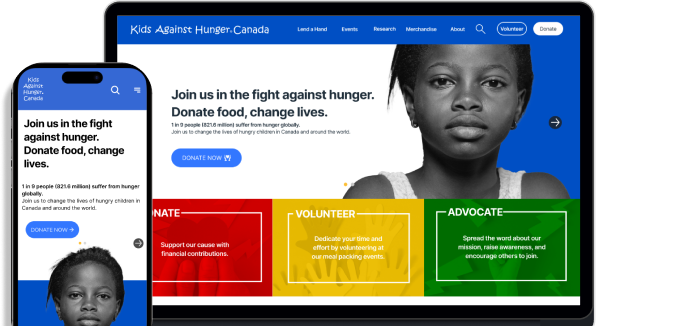 Kids Against Hunger Canada
Lend a Hand
Events
Research
Merchandise
About
Volunteer
Donate
Join us in the fight against hunger.
Donate food, change lives.
1 in 9 people (821.6 million) suffer from hunger globally.
Join us to change the lives of hungry children in Canada and around the world.
DONATE NOW
NATE
Support our cause with
financial contributions.
VOLUNTEER
Dedicate your time and
effort by volunteering at
our meal packing events.
ADVOCATE
Spread the word about our
mission, raise awareness, and
encourage others to join.
Kids
Against
Hunger
Canada
Join us in the fight
against hunger.
Donate food, change
lives.
1 in 9 people (821.6 million) suffer from hunger
globally.
Join us to change the lives of hungry children in
Canada and around the world.
DONATE NOW